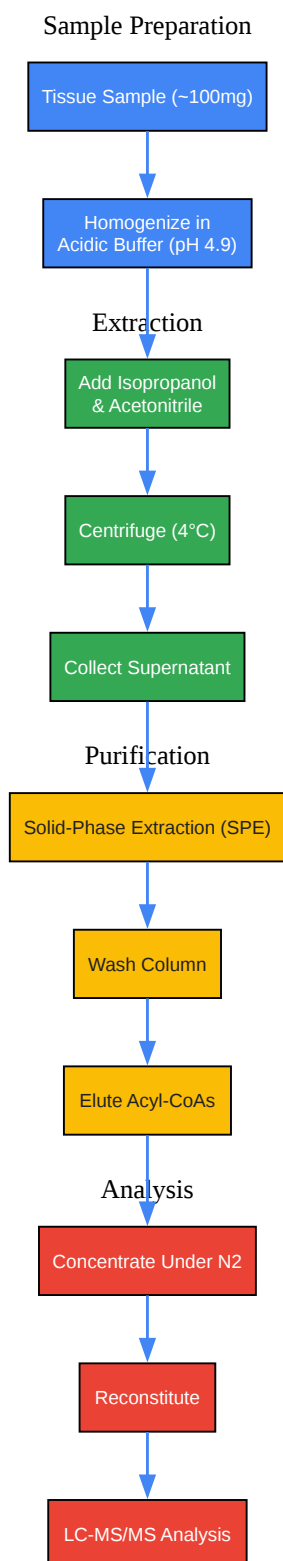 Sample Preparation
Tissue Sample (~100mg)
Homogenize in
Acidic Buffer (pH 4.9)
Extraction
Add Isopropanol
& Acetonitrile
Centrifuge (4°C)
Collect Supernatant
Purification
Solid-Phase Extraction (SPE)
Wash Column
Elute Acyl-CoAs
Analysis
Concentrate Under N2
Reconstitute
LC-MS/MS Analysis